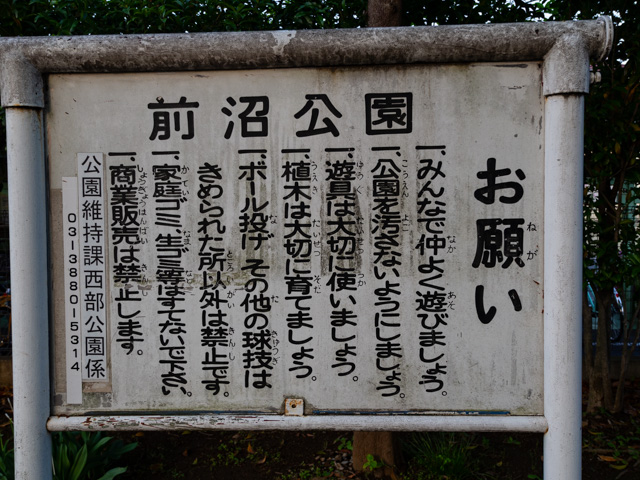 前沼公園
お願い
一、みんなで仲よく遊びましょう。
一、公園を汚さないようにしましょう。
一、遊具は大切に使いましょう。
一、植木は大切に育てましょう。
一、ボール投げ、その他の球技は
きめられた所以外は禁止です。
一、家庭ゴミ、生ゴミ等はすてないで下さい。
一、商業販売は禁止します。
公園維持課西部公園係
03-3880-5314